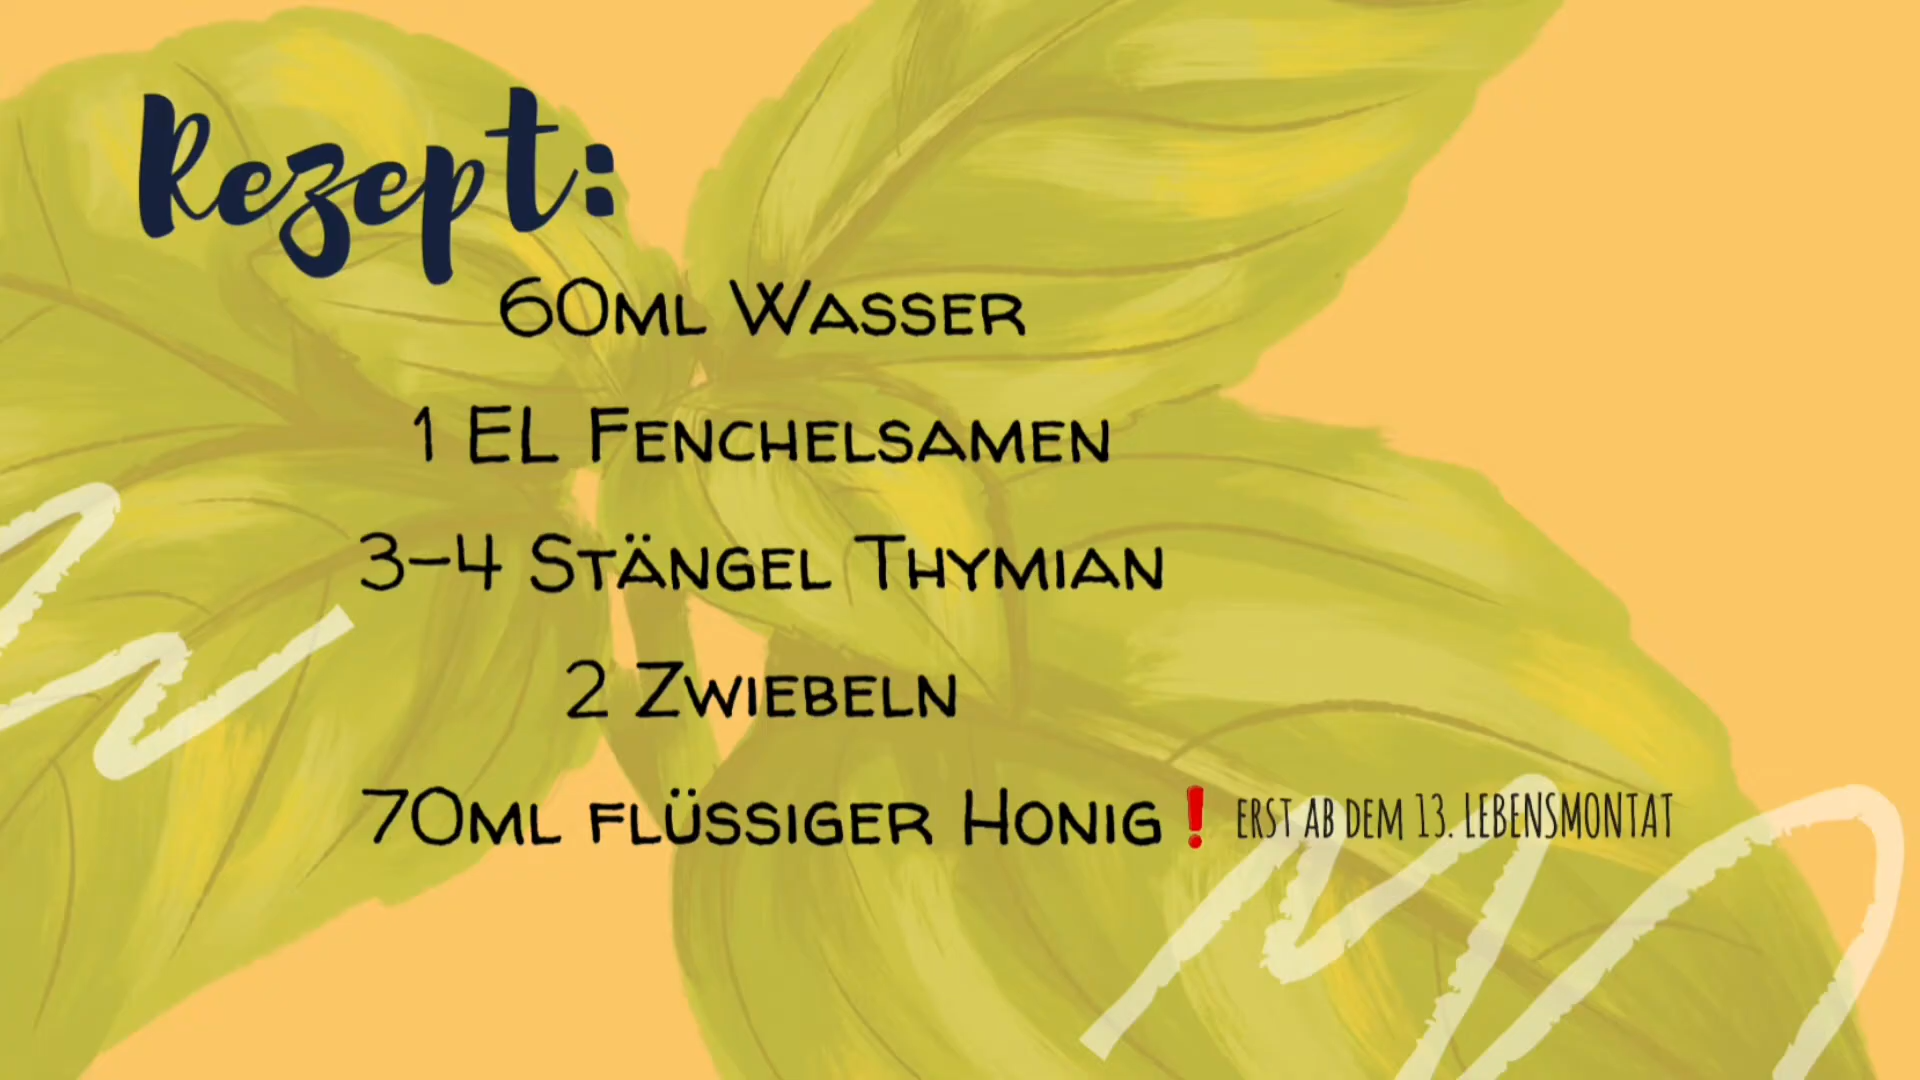 Rezept:
60ml Wasser
1 EL Fenchelsamen
3-4 Stängel Thymian
2 Zwiebeln
70ml flüssiger Honig❗ erst ab dem 13. Lebensmontat